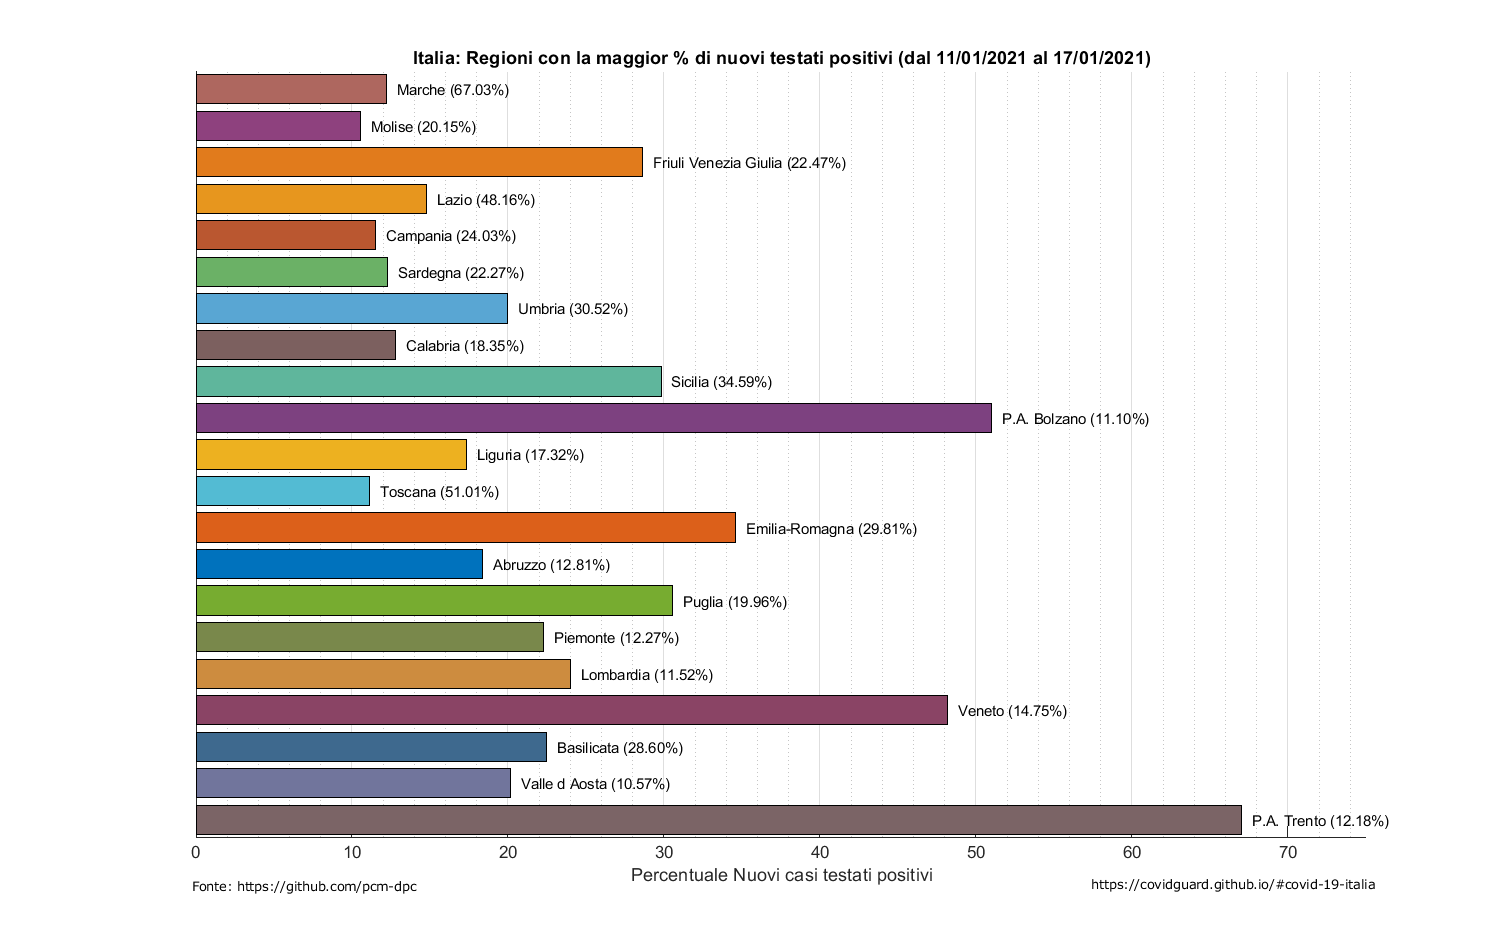 Italia: Regioni con la maggior % di nuovi testati positivi (dal 11/01/2021 al 17/01/2021)
Marche (67.03%)
Molise (20.15%)
Friuli Venezia Giulia (22.47%)
Lazio (48.16%)
Campania (24.03%)
Sardegna (22.27%)
Umbria (30.52%)
Calabria (18.35%)
Sicilia (34.59%)
P.A. Bolzano (11.10%)
Liguria (17.32%)
Toscana (51.01%)
Emilia-Romagna (29.81%)
Abruzzo (12.81%)
Puglia (19.96%)
Piemonte (12.27%)
Lombardia (11.52%)
Veneto (14.75%)
Basilicata (28.60%)
Valle d Aosta (10.57%)
P.A. Trento (12.18%)
0 10 20 30 40 50 60 70
Percentuale Nuovi casi testati positivi
Fonte: https://github.com/pcm-dpc
https://covidguard.github.io/#covid-19-italia